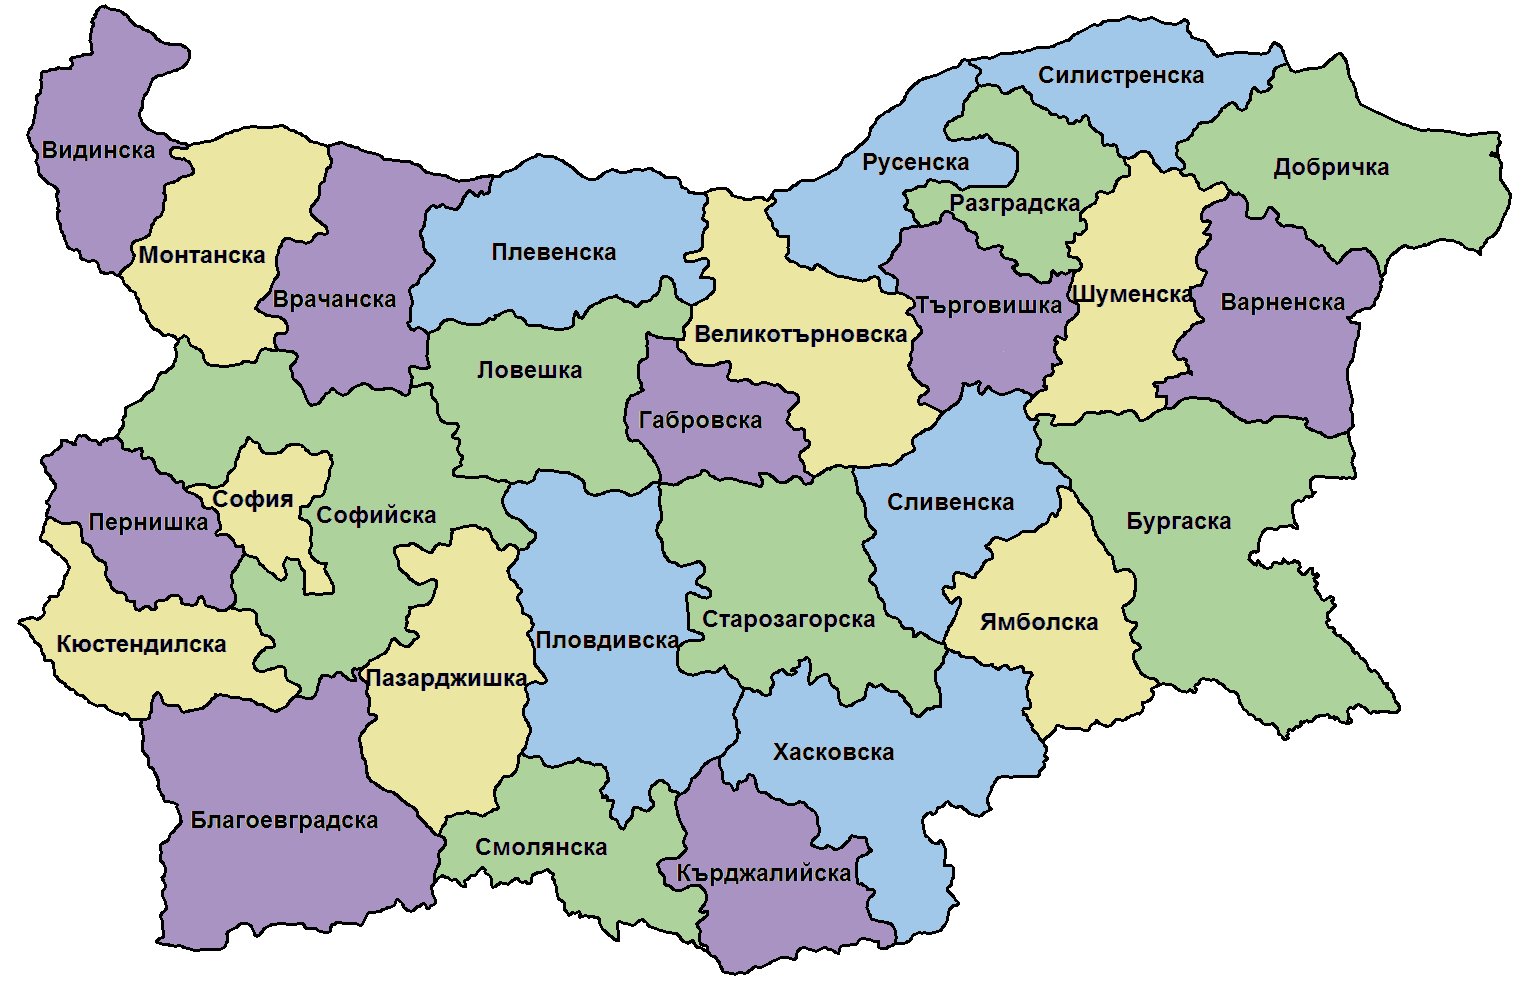 Силистренска
Видинска
Русенска
Добричка
Разградска
Монтанска
Плевенска
Врачанска
Търговишка
Шуменска
Варненска
Великотърновска
Ловешка
Габровска
София
Сливенска
Пернишка
Софийска
Бургаска
Старозагорска
Ямболска
Кюстендилска
Пловдивска
Пазарджишка
Хасковска
Благоевградска
Смолянска
Кърджалийска